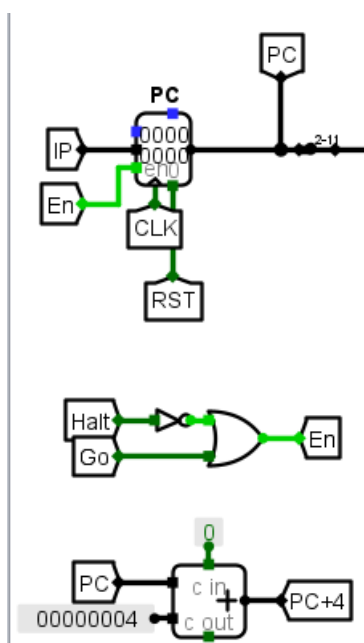 PC
PC
2-11
IP
0000
0000
en0
En
CLK
RST
Halt
En
Go
0
PC
c in
+
PC+4
00000004
c out